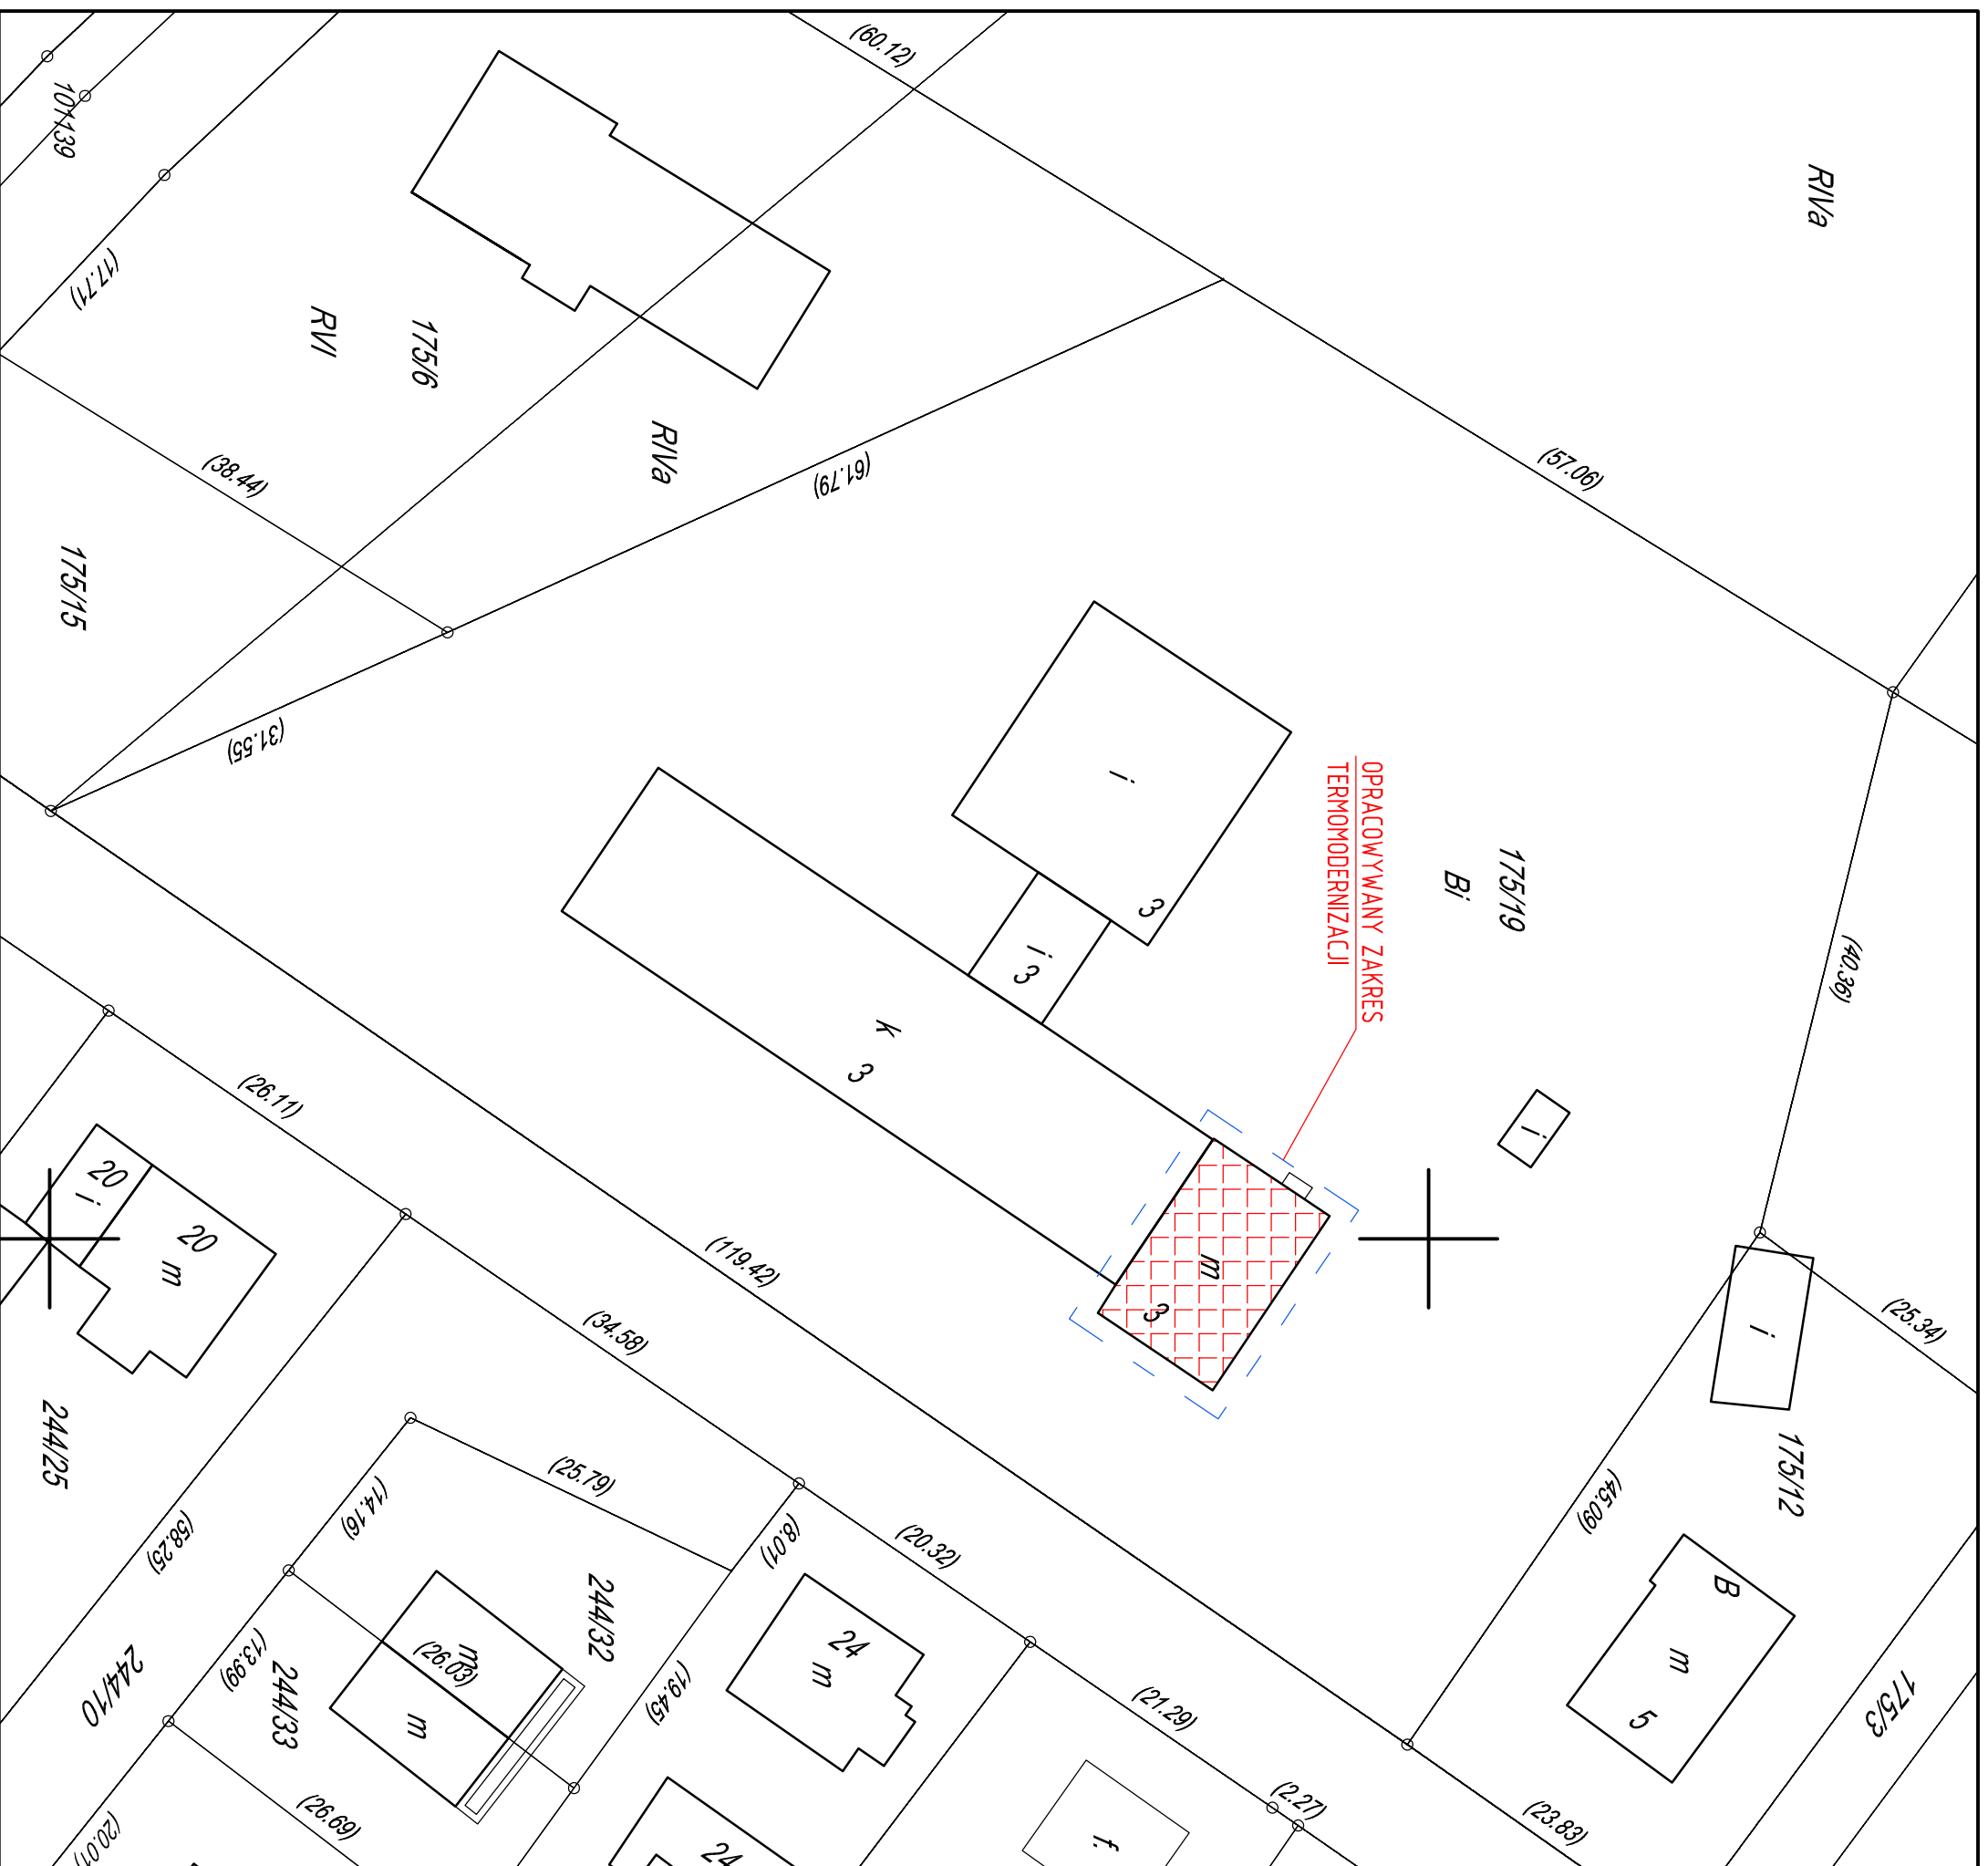 (60.12)
RIVa
101139
(17.71)
RVI
175/6
RIVa
(38.44)
(61.79)
(57.06)
175/15
(31.55)
i
3
i
3
OPRACOWYWANY ZAKRES
TERMOMODERNIZACJI
175/19
Bi
(40.36)
k
3
i
(26.11)
20
i
20
m
(119.42)
m
3
(34.58)
(25.34)
i
175/12
244/25
(58.25)
(14.16)
(25.79)
(8.01)
(20.32)
(45.09)
B
m
5
175/3
244/32
24
m
244/10
(13.99)
244/33
m
(26.03)
m
(19.45)
(21.29)
(2.27)
(23.83)
(26.69)
(20.01)
24
f.